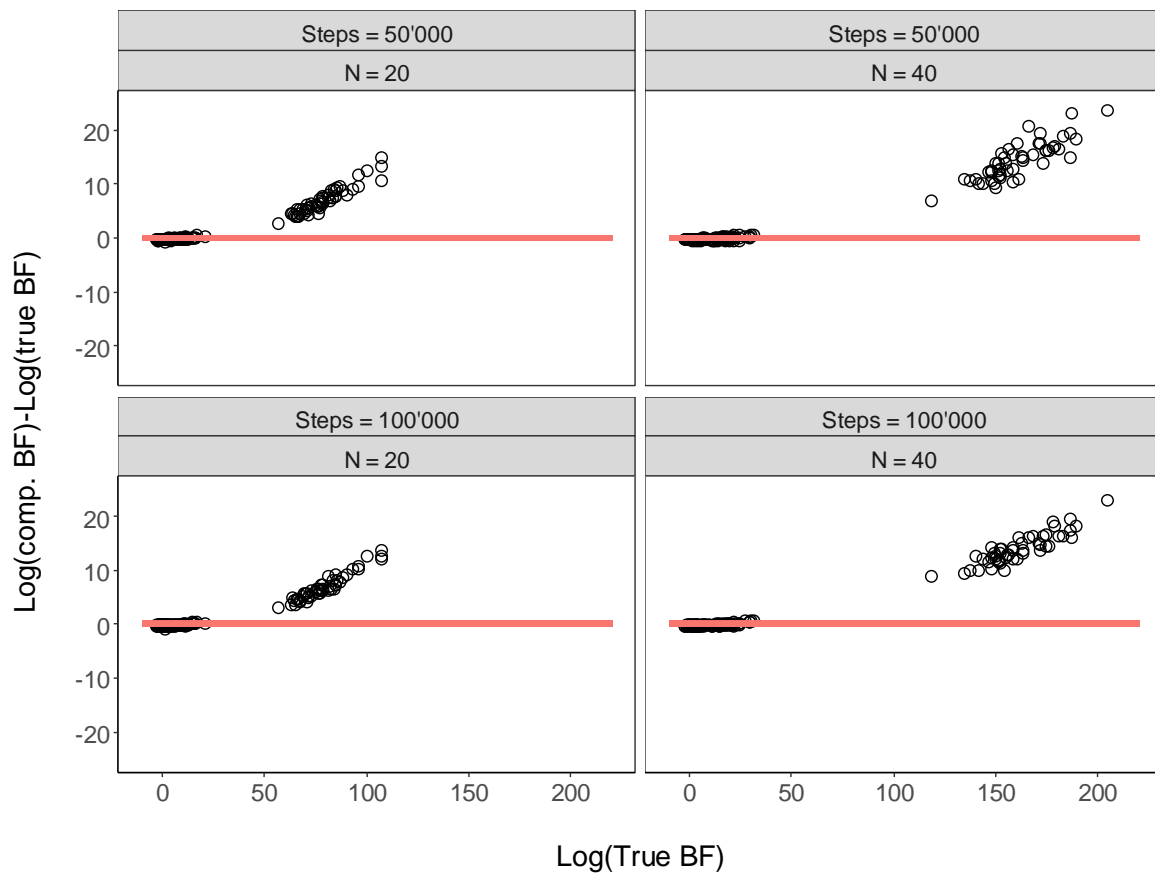 Steps = 50'000
Steps = 50'000
N = 20
N = 40
20
10
0
-10
-20
Steps = 100'000
Steps = 100'000
N = 20
N = 40
20
10
0
-10
-20
0 50 100 150 200
0 50 100 150 200
Log(comp. BF)-Log(true BF)
Log(True BF)